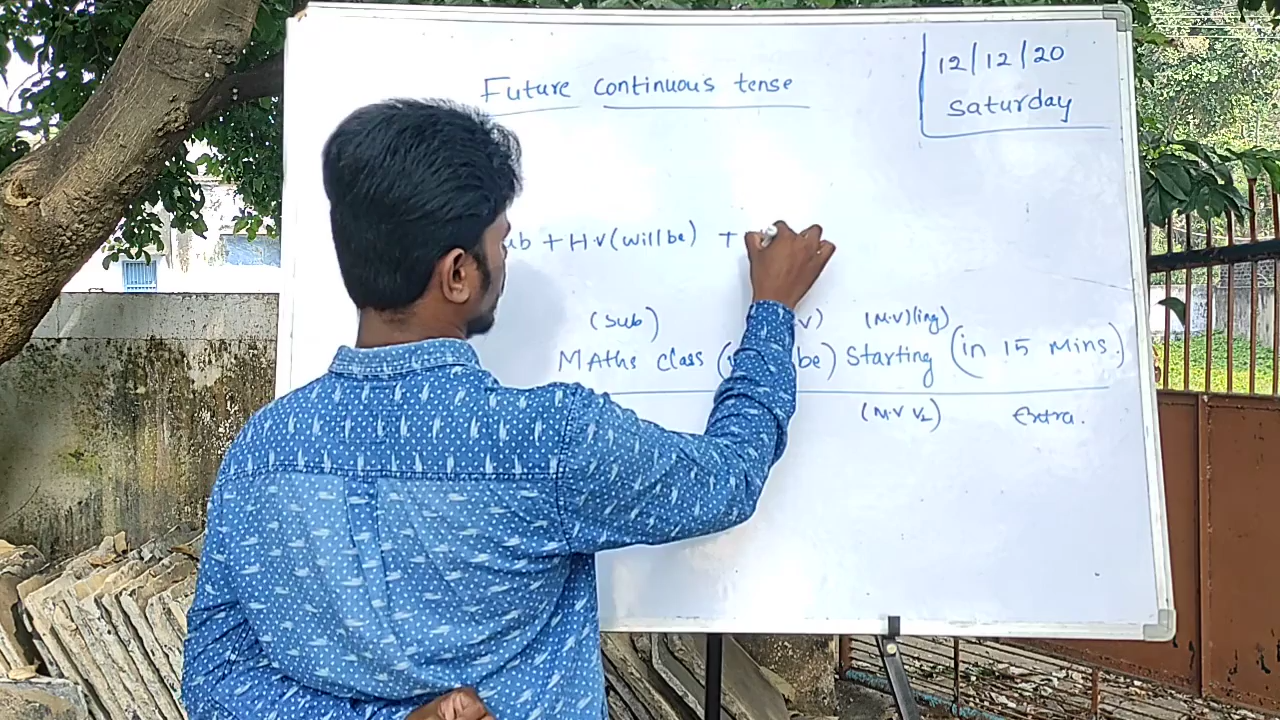 12/12/20
saturday
Future continuous tense
ub + H.V (will be) +
(sub) v) (M.V)(ing)
MAths class ( be) Starting (in 15 Mins.)
(M.V V1) Extra.